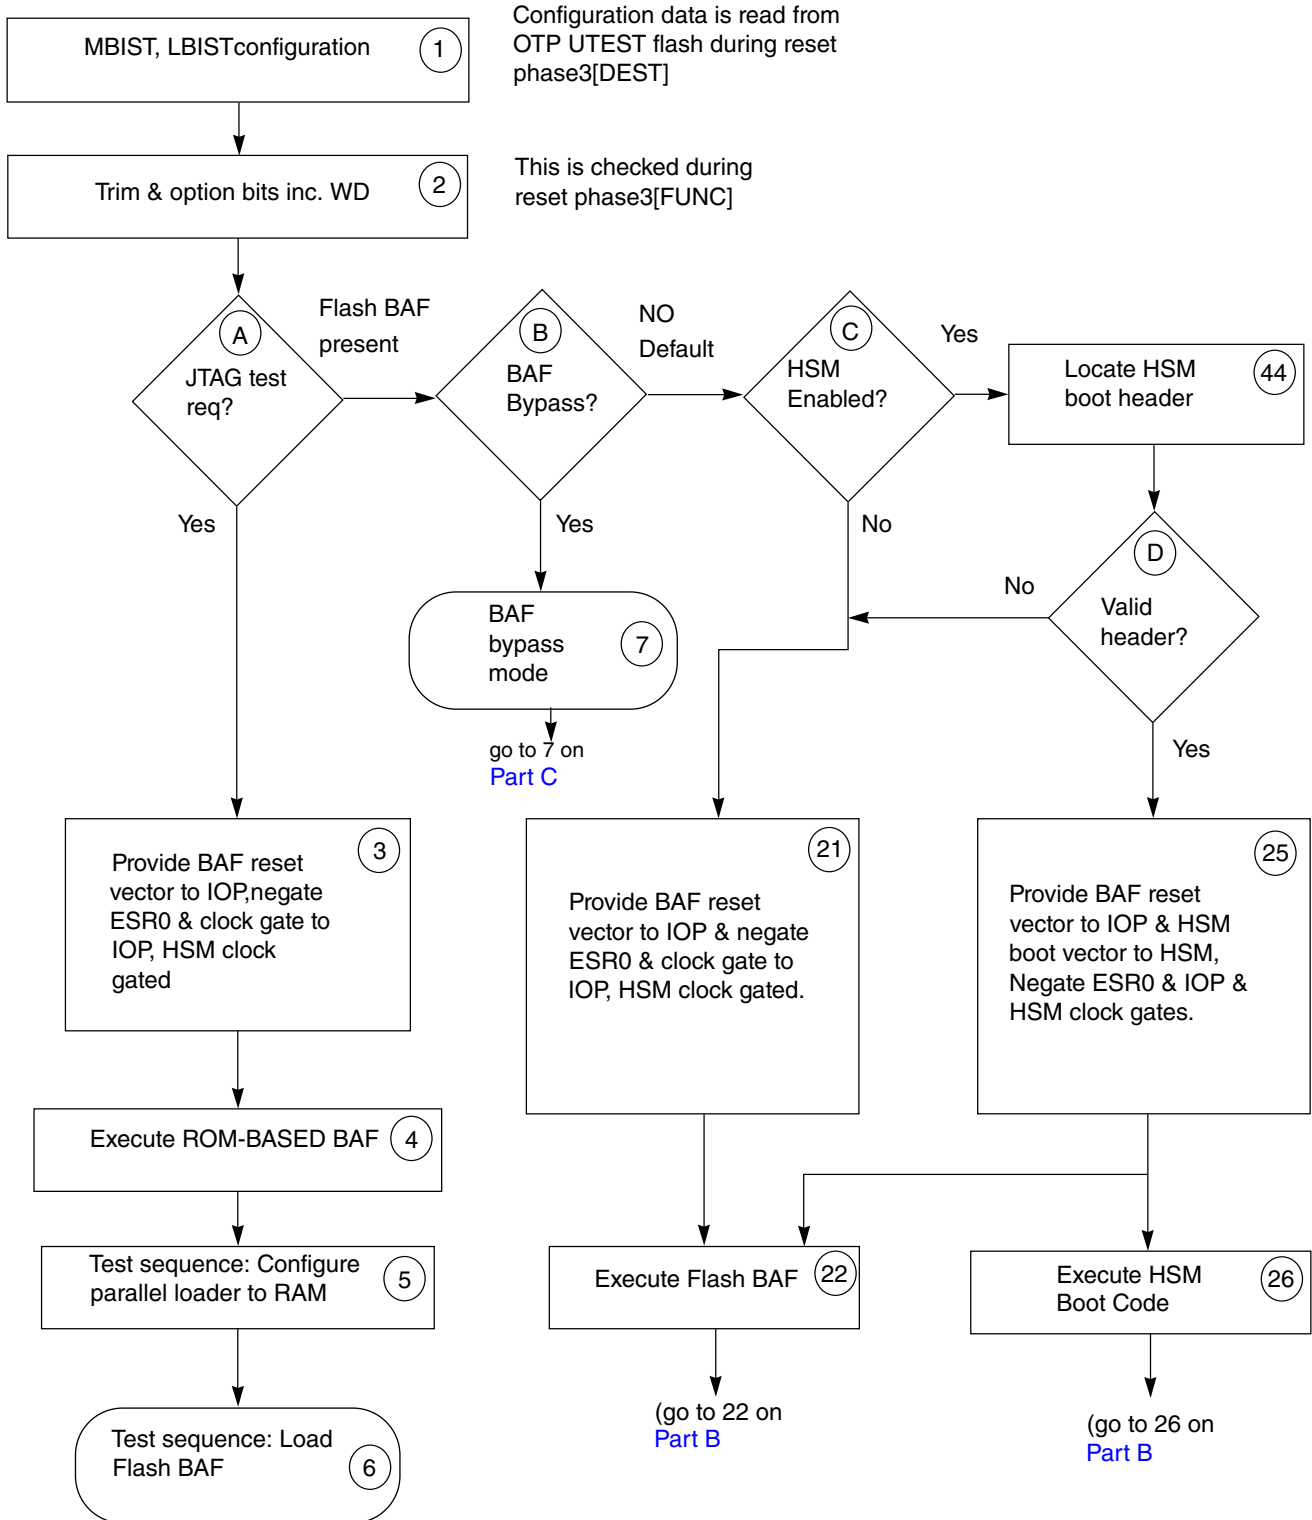 Configuration data is read from
OTP UTEST flash during reset
phase3[DEST]
MBIST, LBISTconfiguration
1
This is checked during
reset phase3[FUNC]
Trim & option bits inc. WD
2
A
JTAG test
req?
Flash BAF
present
B
BAF
Bypass?
NO
Default
C
HSM
Enabled?
Yes
Locate HSM
boot header
44
Yes
Yes
No
D
Valid
header?
No
Yes
BAF
bypass
mode
7
go to 7 on
Part C
Provide BAF reset
vector to IOP,negate
ESR0 & clock gate to
IOP, HSM clock
gated
3
Provide BAF reset
vector to IOP & negate
ESR0 & clock gate to
IOP, HSM clock gated.
21
Provide BAF reset
vector to IOP & HSM
boot vector to HSM,
Negate ESR0 & IOP &
HSM clock gates.
25
Execute ROM-BASED BAF
4
Test sequence: Configure
parallel loader to RAM
5
Execute Flash BAF
22
Execute HSM
Boot Code
26
(go to 22 on
Part B
(go to 26 on
Part B
Test sequence: Load
Flash BAF
6